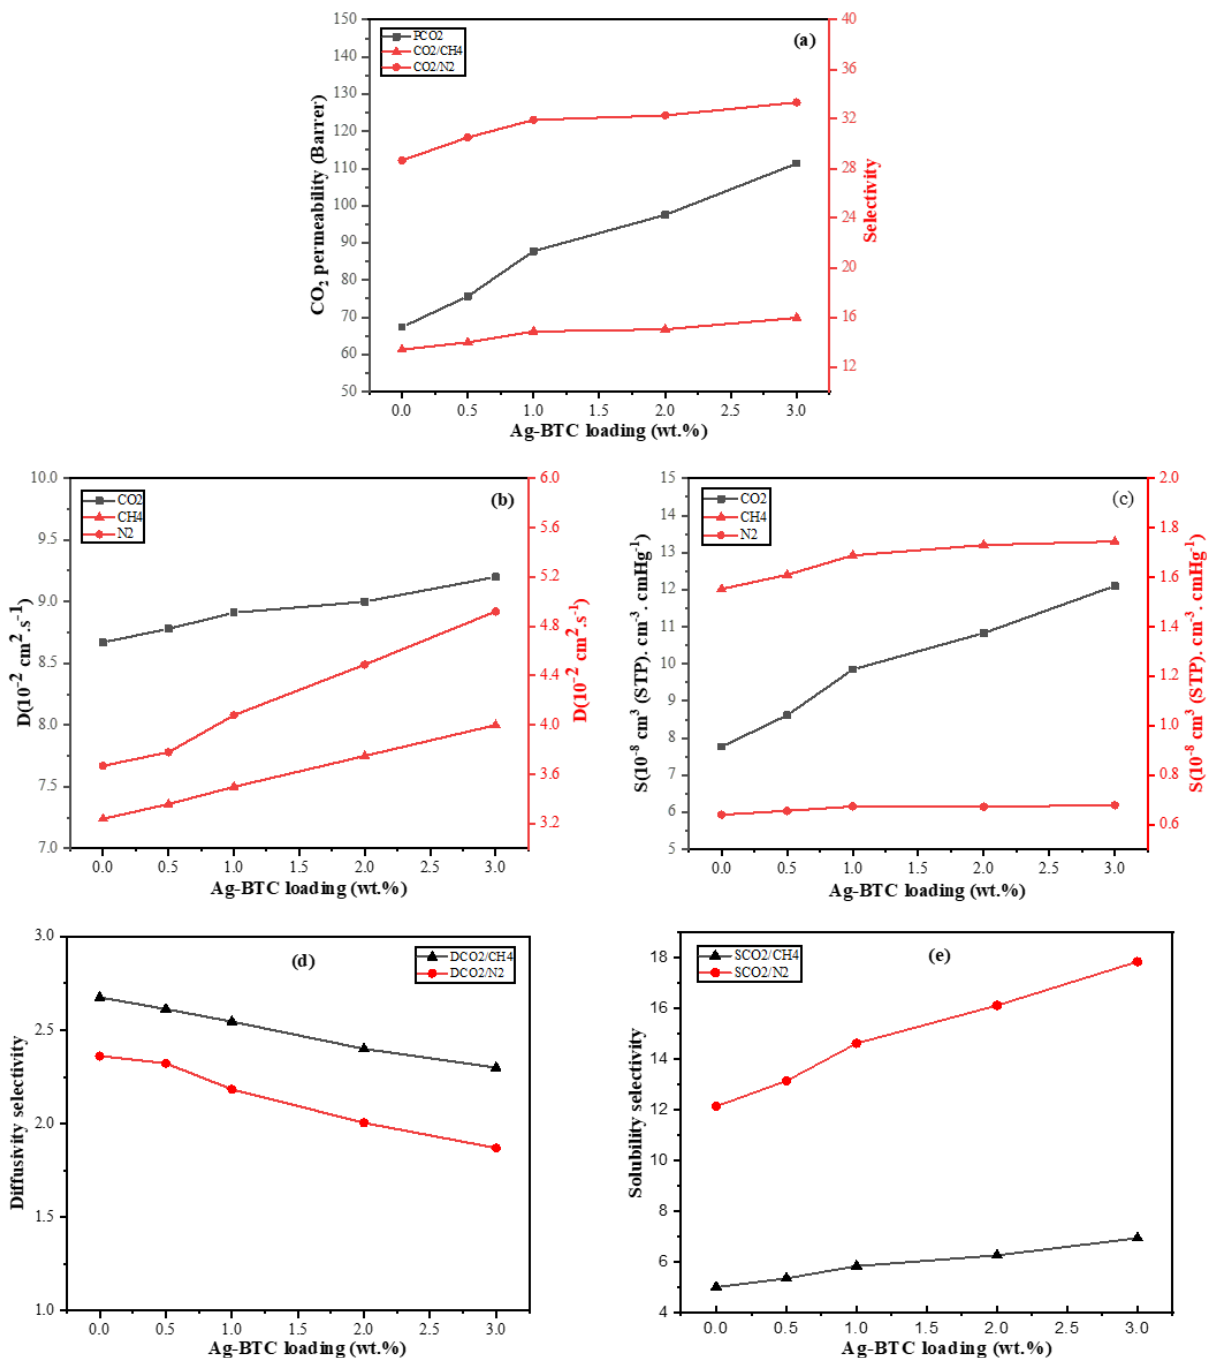 (a)
PCO2
CO2/CH4
CO2/N2
CO₂ permeability (Barrer)
150
140
130
120
110
100
90
80
70
60
50
40
36
32
28
24
20
16
12
Selectivity
0.0 0.5 1.0 1.5 2.0 2.5 3.0
Ag-BTC loading (wt.%)
(b)
CO2
CH4
N2
D(10⁻² cm².s⁻¹)
10.0
9.5
9.0
8.5
8.0
7.5
7.0
6.0
5.6
5.2
4.8
4.4
4.0
3.6
3.2
D(10⁻² cm².s⁻¹)
0.0 0.5 1.0 1.5 2.0 2.5 3.0
Ag-BTC loading (wt.%)
(c)
CO2
CH4
N2
S(10⁻⁸ cm³ (STP). cm⁻³. cmHg⁻¹)
15
14
13
12
11
10
9
8
7
6
5
2.0
1.8
1.6
1.4
1.2
1.0
0.8
0.6
S(10⁻⁸ cm³ (STP). cm⁻³. cmHg⁻¹)
0.0 0.5 1.0 1.5 2.0 2.5 3.0
Ag-BTC loading (wt.%)
(d)
DCO2/CH4
DCO2/N2
Diffusivity selectivity
3.0
2.5
2.0
1.5
1.0
0.0 0.5 1.0 1.5 2.0 2.5 3.0
Ag-BTC loading (wt.%)
(e)
SCO2/CH4
SCO2/N2
Solubility selectivity
18
16
14
12
10
8
6
4
0.0 0.5 1.0 1.5 2.0 2.5 3.0
Ag-BTC loading (wt.%)